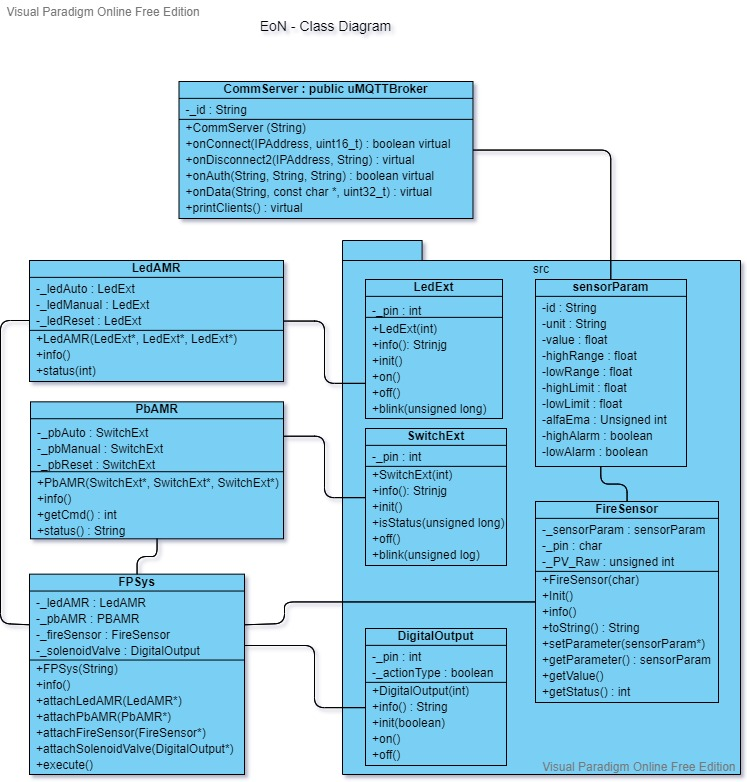 Visual Paradigm Online Free Edition
EoN - Class Diagram
CommServer : public uMQTTBroker
-_id : String
+CommServer (String)
+onConnect(IPAddress, uint16_t) : boolean virtual
+onDisconnect2(IPAddress, String) : virtual
+onAuth(String, String, String) : boolean virtual
+onData(String, const char *, uint32_t) : virtual
+printClients() : virtual
LedAMR
-_ledAuto : LedExt
-_ledManual : LedExt
-_ledReset : LedExt
+LedAMR(LedExt*, LedExt*, LedExt*)
+info()
+status(int)
PbAMR
-_pbAuto : SwitchExt
-_pbManual : SwitchExt
-_pbReset : SwitchExt
+PbAMR(SwitchExt*, SwitchExt*, SwitchExt*)
+info()
+getCmd() : int
+status() : String
FPSys
-_ledAMR : LedAMR
-_pbAMR : PBAMR
-_fireSensor : FireSensor
-_solenoidValve : DigitalOutput
+FPSys(String)
+info()
+attachLedAMR(LedAMR*)
+attachPbAMR(PbAMR*)
+attachFireSensor(FireSensor*)
+attachSolenoidValve(DigitalOutput*)
+execute()
src
LedExt
-_pin : int
+LedExt(int)
+info(): Strinjg
+init()
+on()
+off()
+blink(unsigned long)
SwitchExt
-_pin : int
+SwitchExt(int)
+info(): Strinjg
+init()
+isStatus(unsigned long)
+off()
+blink(unsigned log)
DigitalOutput
-_pin : int
-_actionType : boolean
+DigitalOutput(int)
+info() : String
+init(boolean)
+on()
+off()
sensorParam
-id : String
-unit : String
-value : float
-highRange : float
-lowRange : float
-highLimit : float
-lowLimit : float
-alfaEma : Unsigned int
-highAlarm : boolean
-lowAlarm : boolean
FireSensor
-_sensorParam : sensorParam
-_pin : char
-_PV_Raw : unsigned int
+FireSensor(char)
+Init()
+info()
+toString() : String
+setParameter(sensorParam*)
+getParameter() : sensorParam
+getValue()
+getStatus() : int
Visual Paradigm Online Free Edition